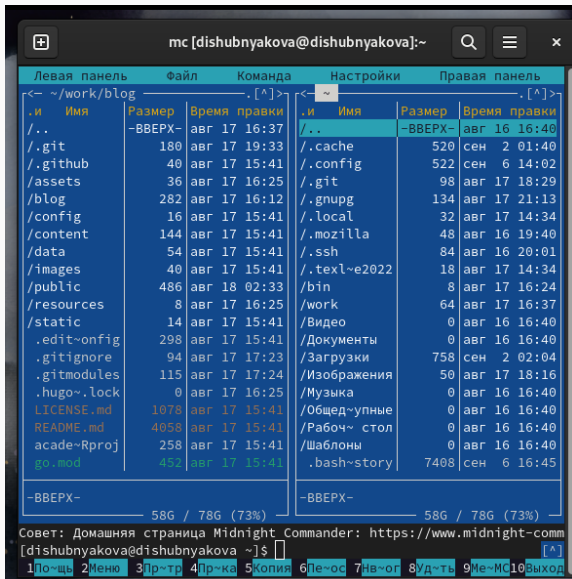 mc [dishubnyakova@dishubnyakova]:~
Левая панель Файл Команда Настройки Правая панель
<— ~/work/blog .[^]> <— ~ .[^]>
.и Имя Размер Время правки .и Имя Размер Время правки
/.. -ВВЕРХ- авг 17 16:37 /.. -ВВЕРХ- авг 16 16:40
/.git 180 авг 17 19:33 /.cache 520 сен 2 01:40
/.github 40 авг 17 15:41 /.config 522 сен 6 14:02
/assets 36 авг 17 16:25 /.git 98 авг 17 18:29
/blog 282 авг 17 16:12 /.gnupg 134 авг 17 21:13
/config 16 авг 17 15:41 /.local 32 авг 17 14:34
/content 144 авг 17 15:41 /.mozilla 48 авг 16 19:40
/data 54 авг 17 15:41 /.ssh 84 авг 16 20:01
/images 40 авг 17 15:41 /.texl~e2022 18 авг 17 14:34
/public 486 авг 18 02:33 /bin 8 авг 17 16:24
/resources 8 авг 17 16:25 /work 64 авг 17 16:37
/static 14 авг 17 15:41 /Видео 0 авг 16 16:40
.edit~onfig 298 авг 17 15:41 /Документы 0 авг 16 16:40
.gitignore 94 авг 17 17:23 /Загрузки 758 сен 2 02:04
.gitmodules 115 авг 17 17:24 /Изображения 50 авг 17 18:16
.hugo~.lock 0 авг 17 16:25 /Музыка 0 авг 16 16:40
LICENSE.md 1078 авг 17 15:41 /Общед~упные 0 авг 16 16:40
README.md 4058 авг 17 15:41 /Рабоч~ стол 0 авг 16 16:40
acade~Rproj 258 авг 17 15:41 /Шаблоны 0 авг 16 16:40
go.mod 452 авг 17 15:41 .bash~story 7408 сен 6 16:45
-ВВЕРХ- -ВВЕРХ-
58G / 78G (73%) 58G / 78G (73%)
Совет: Домашняя страница Midnight Commander: https://www.midnight-comm
[dishubnyakova@dishubnyakova ~]$ [^]
1По~щь 2Меню 3Пр~тр 4Пр~ка 5Копия 6Пе~ос 7Нв~ог 8Уд~ть 9Ме~MC 10Выход